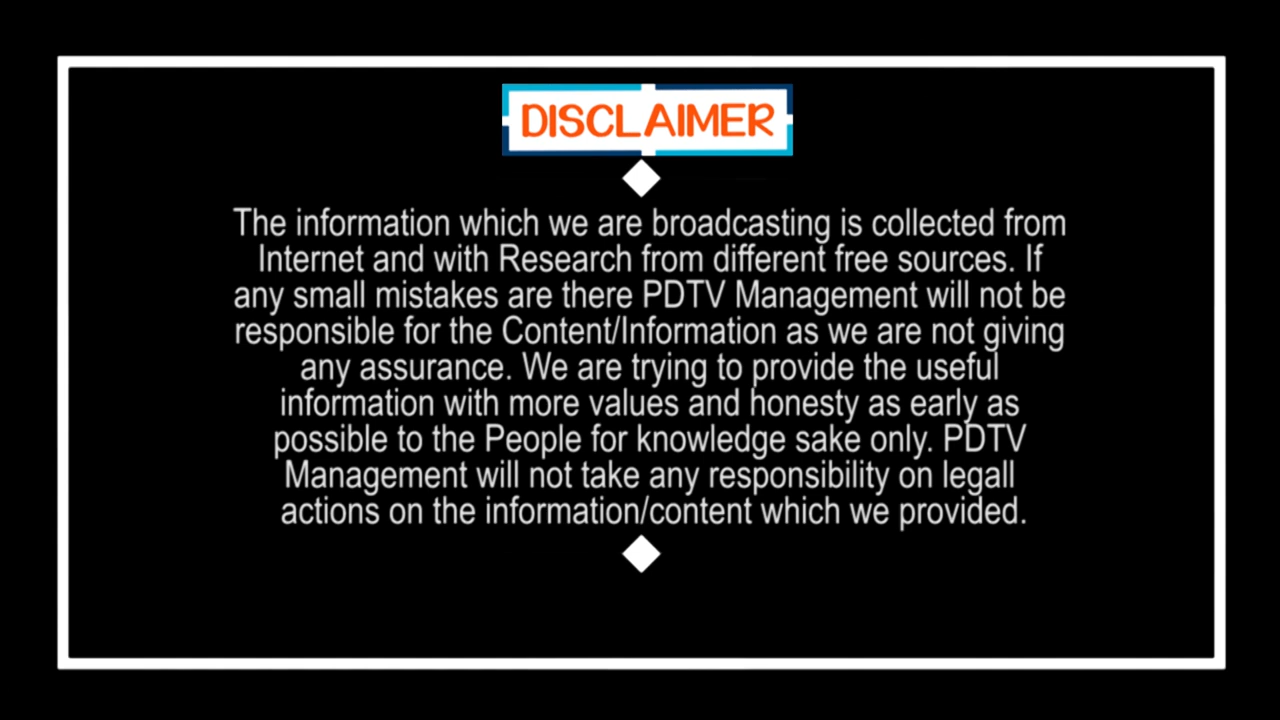 DISCLAIMER
The information which we are broadcasting is collected from
Internet and with Research from different free sources. If
any small mistakes are there PDTV Management will not be
responsible for the Content/Information as we are not giving
any assurance. We are trying to provide the useful
information with more values and honesty as early as
possible to the People for knowledge sake only. PDTV
Management will not take any responsibility on legall
actions on the information/content which we provided.